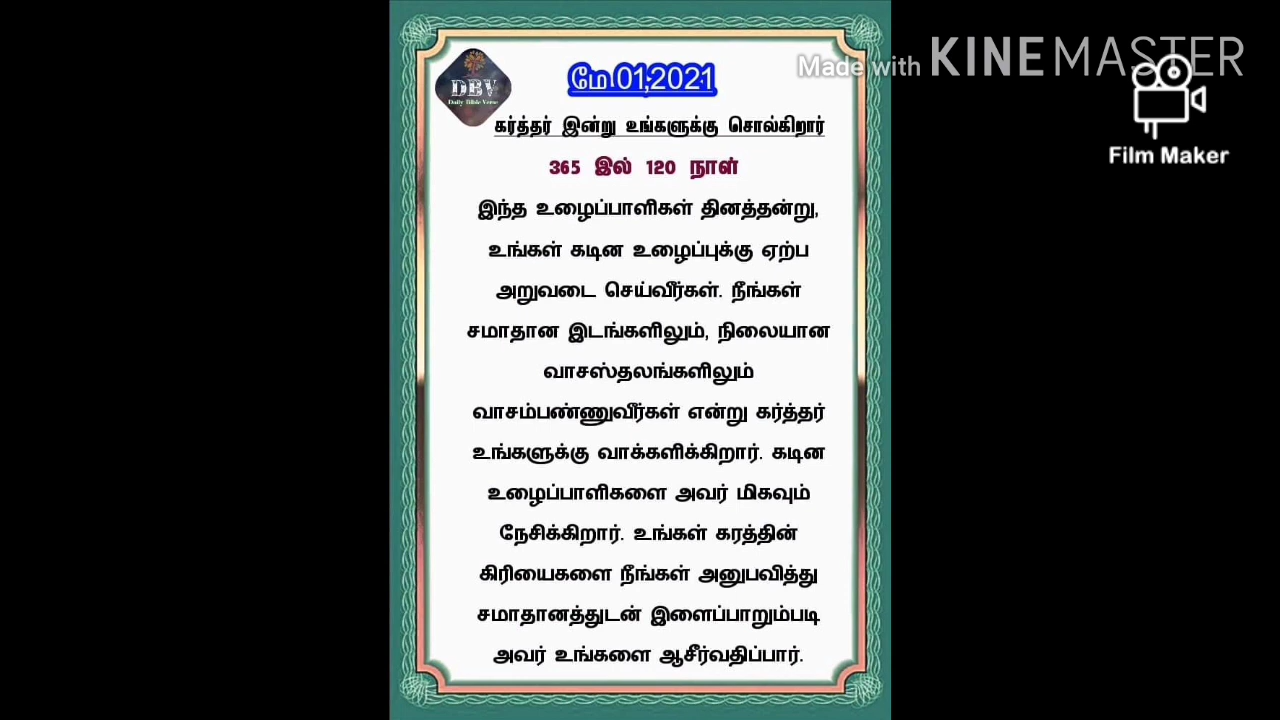 Made with KINEMASTER
Film Maker
DBV
Daily Bible Verse
மே 01,2021
கர்த்தர் இன்று உங்களுக்கு சொல்கிறார்
365 இல் 120 நாள்
இந்த உழைப்பாளிகள் தினத்தன்று,
உங்கள் கடின உழைப்புக்கு ஏற்ப
அறுவடை செய்வீர்கள். நீங்கள்
சமாதான இடங்களிலும், நிலையான
வாசஸ்தலங்களிலும்
வாசம்பண்ணுவீர்கள் என்று கர்த்தர்
உங்களுக்கு வாக்களிக்கிறார். கடின
உழைப்பாளிகளை அவர் மிகவும்
நேசிக்கிறார். உங்கள் கரத்தின்
கிரியைகளை நீங்கள் அனுபவித்து
சமாதானத்துடன் இளைப்பாறும்படி
அவர் உங்களை ஆசீர்வதிப்பார்.